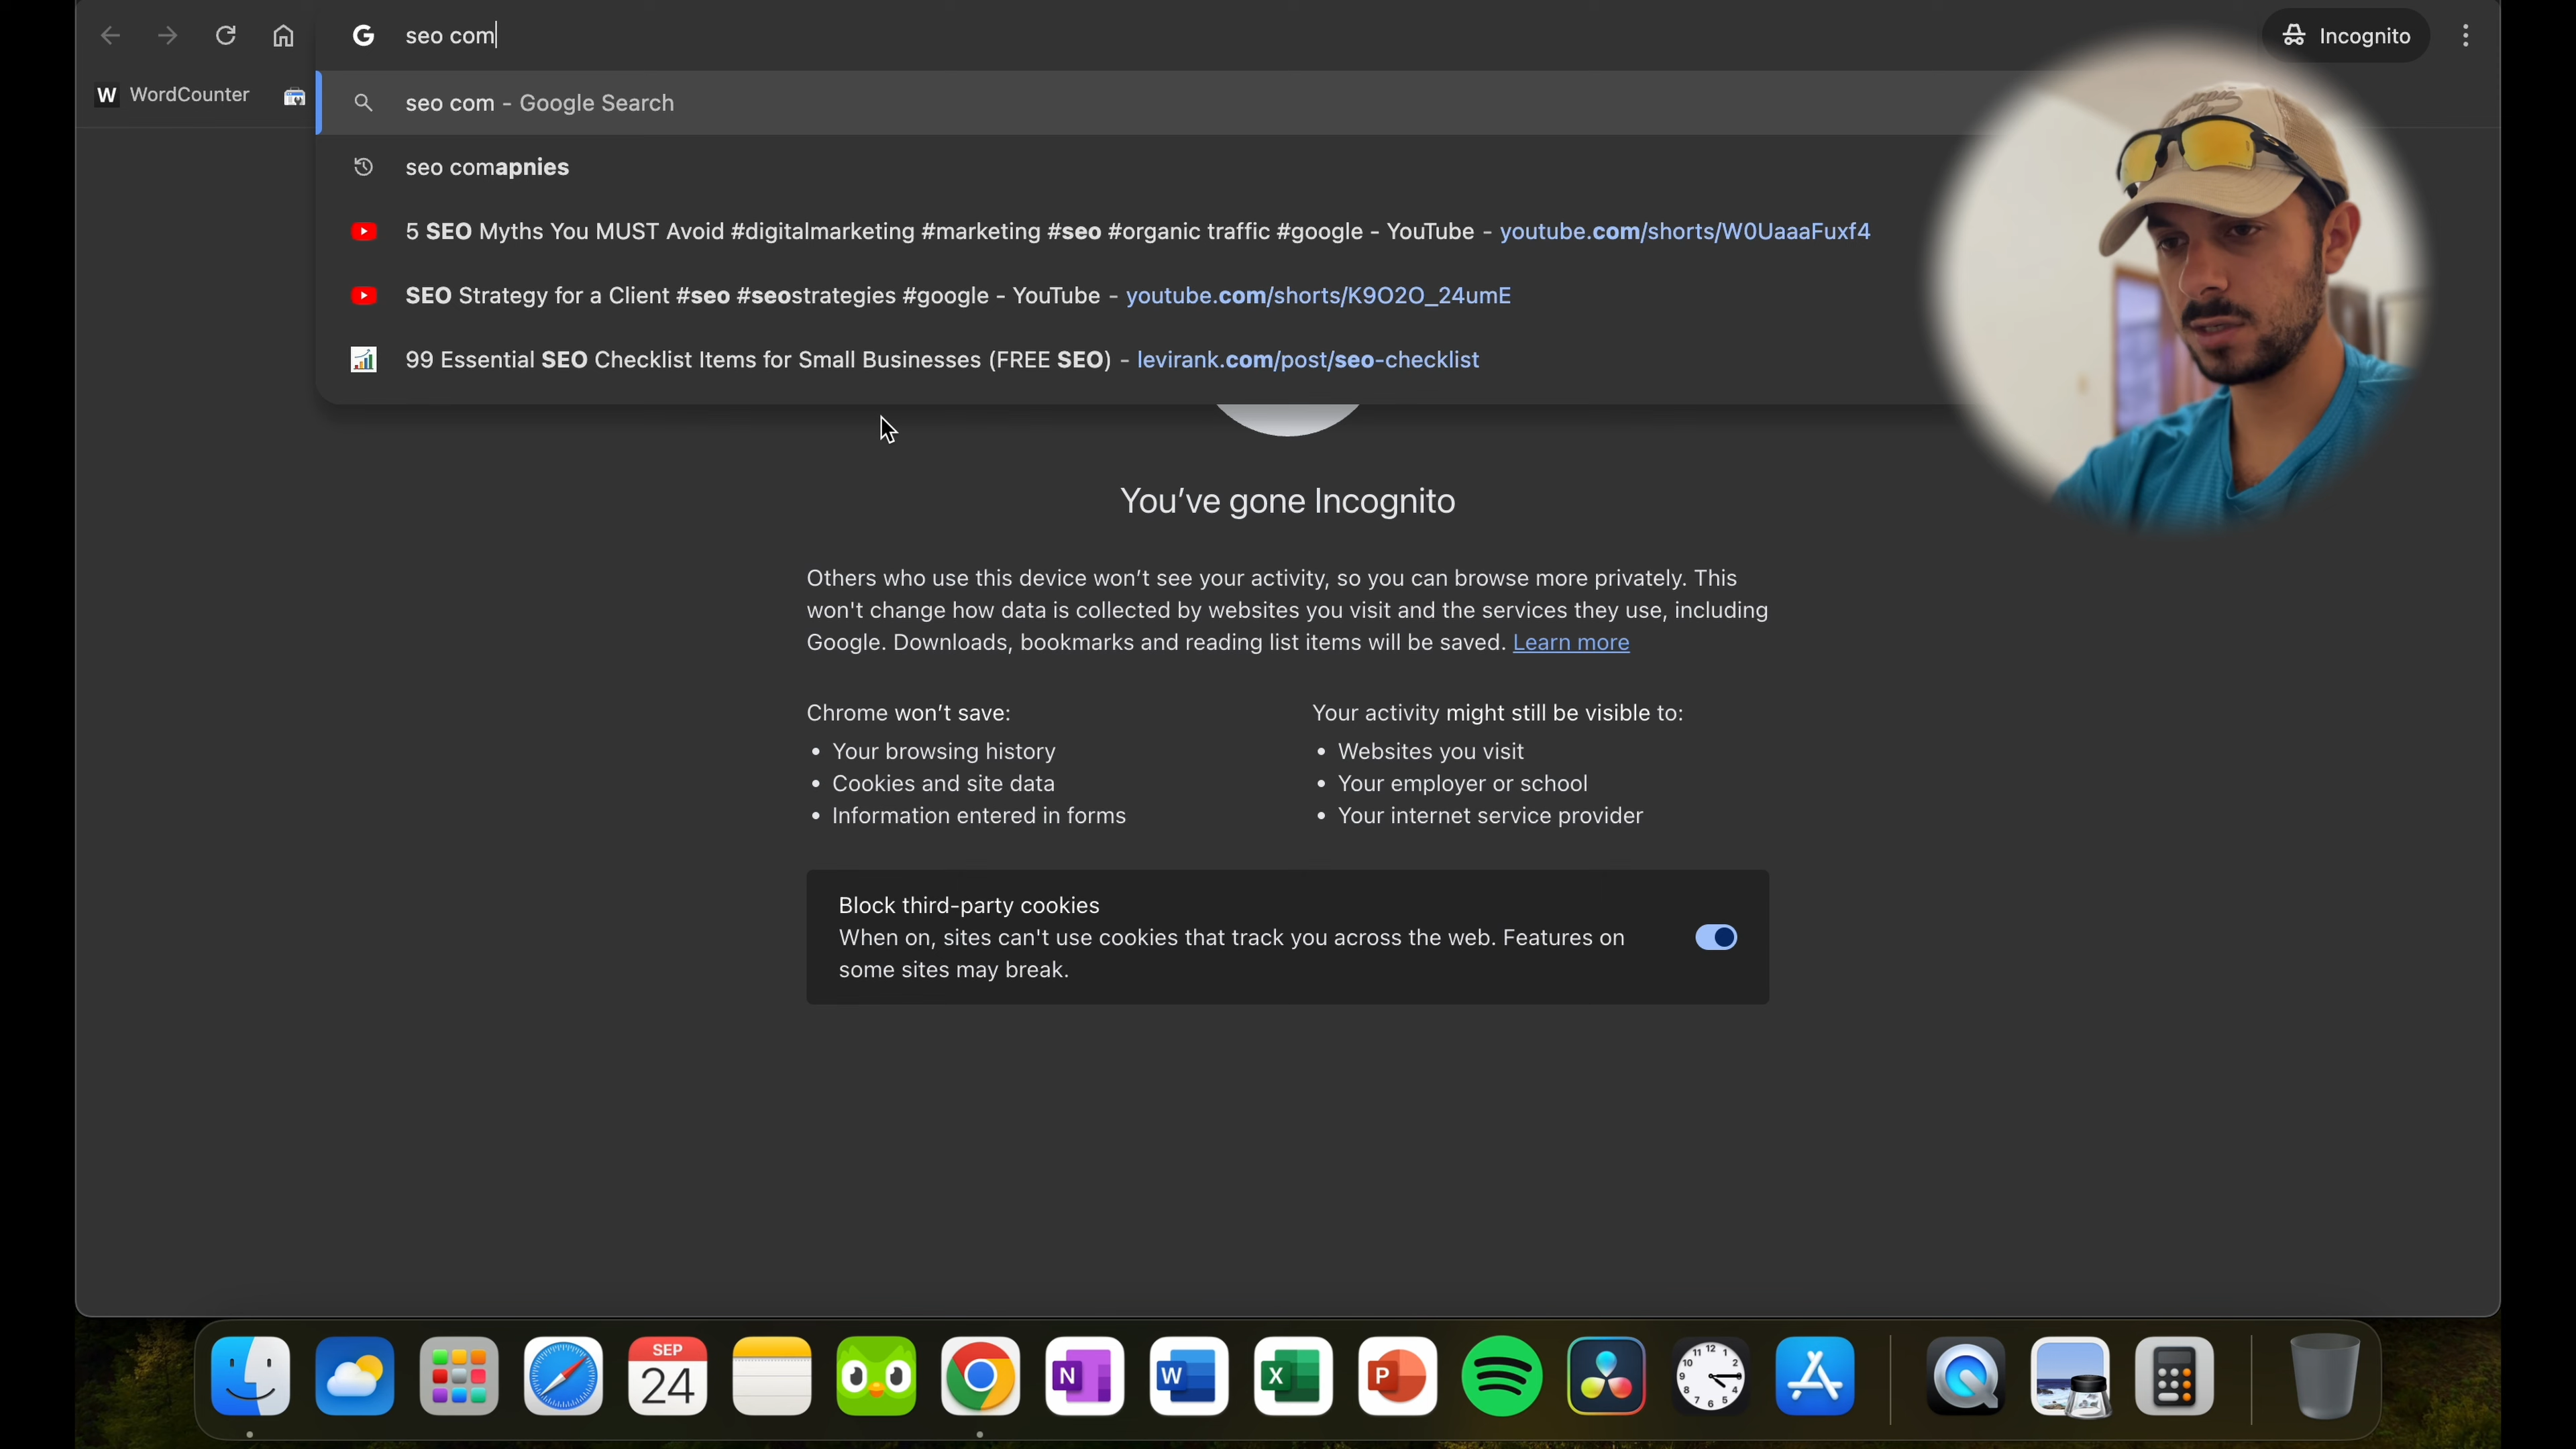 seo com
Incognito
WordCounter
seo com - Google Search
seo comapnies
5 SEO Myths You MUST Avoid #digitalmarketing #marketing #seo #organic traffic #google - YouTube - youtube.com/shorts/W0UaaaFuxf4
SEO Strategy for a Client #seo #seostrategies #google - YouTube - youtube.com/shorts/K9O2O_24umE
99 Essential SEO Checklist Items for Small Businesses (FREE SEO) - levirank.com/post/seo-checklist
You've gone Incognito
Others who use this device won't see your activity, so you can browse more privately. This
won't change how data is collected by websites you visit and the services they use, including
Google. Downloads, bookmarks and reading list items will be saved. Learn more
Chrome won't save:
• Your browsing history
• Cookies and site data
• Information entered in forms
Your activity might still be visible to:
• Websites you visit
• Your employer or school
• Your internet service provider
Block third-party cookies
When on, sites can't use cookies that track you across the web. Features on
some sites may break.
SEP
24